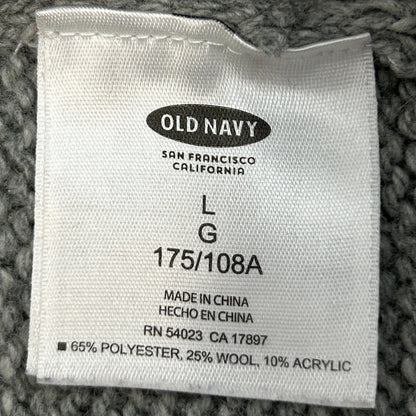 OLD NAVY
SAN FRANCISCO
CALIFORNIA
L
G
175/108A
MADE IN CHINA
HECHO EN CHINA
RN 54023 CA 17897
■ 65% POLYESTER, 25% WOOL, 10% ACRYLIC